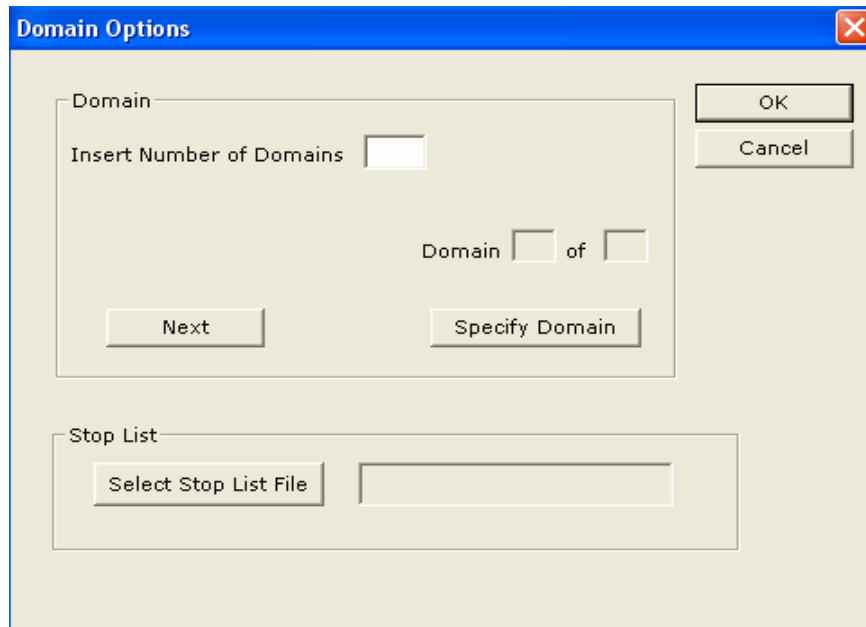 Domain Options
Domain
OK
Insert Number of Domains
Cancel
Domain of
Next Specify Domain
Stop List
Select Stop List File